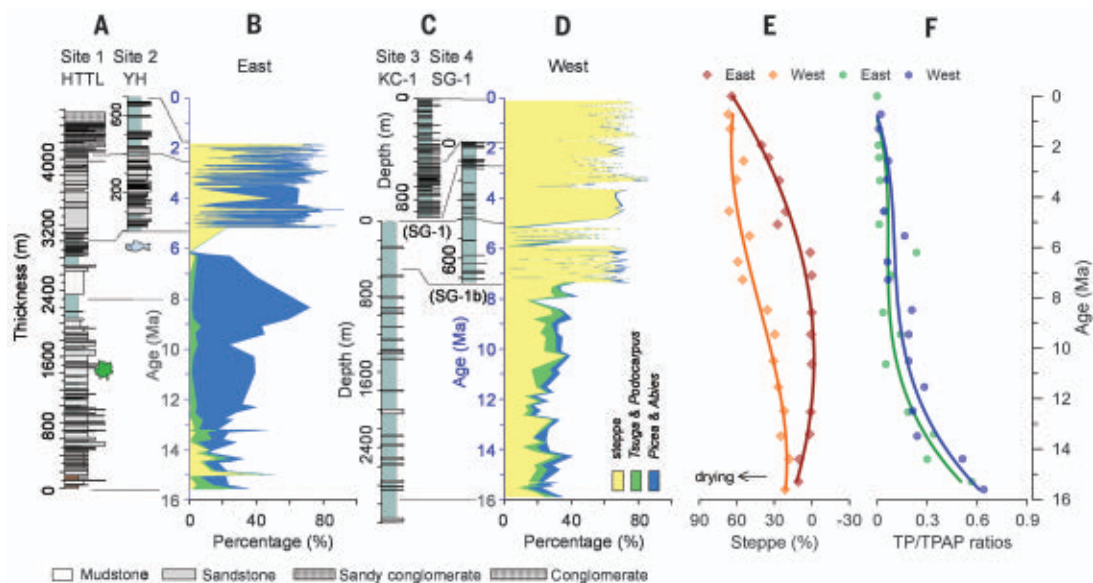 A
B
C
D
E
F
Site 1
HTTL
Site 2
YH
East
Site 3
KC-1
Site 4
SG-1
West
East
West
East
West
Thickness (m)
0
800
1600
2400
3200
4000
200
600
Age (Ma)
0
2
4
6
8
10
12
14
16
0
40
80
Percentage (%)
Depth (m)
0
800
0
600
(SG-1)
(SG-1b)
Depth (m)
0
800
1600
2400
Age (Ma)
0
2
4
6
8
10
12
14
16
0
40
80
Percentage (%)
steppe
Tsuga & Podocarpus
Picea & Abies
drying
90
60
30
0
-30
Steppe (%)
0
0.3
0.6
0.9
TP/TPAP ratios
Age (Ma)
0
2
4
6
8
10
12
14
16
Mudstone
Sandstone
Sandy conglomerate
Conglomerate